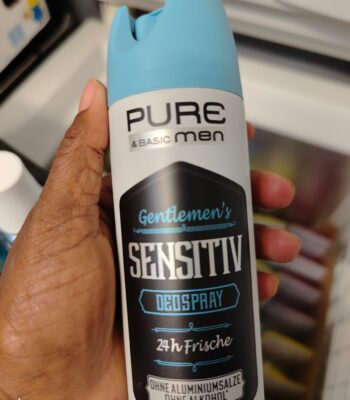 PURE
& BASIC men
Gentlemen's
SENSITIV
DEOSPRAY
24h Frische
OHNE ALUMINIUMSALZE
OHNE ALKOHOL*